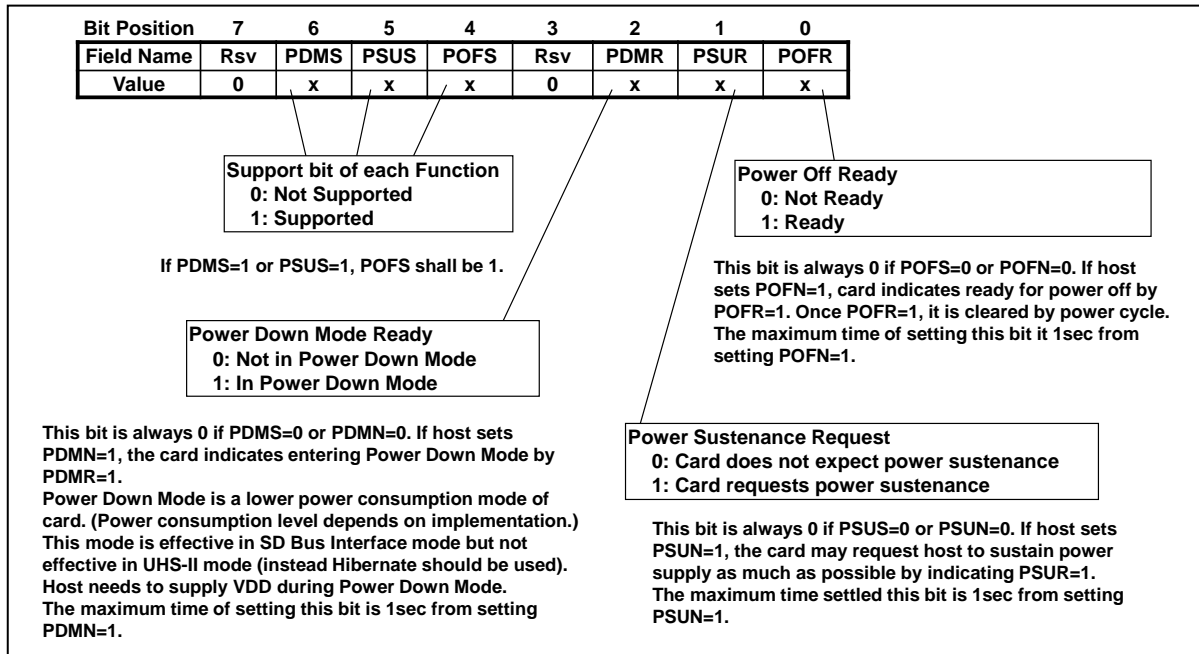 Bit Position 7 6 5 4 3 2 1 0
Field Name Rsv PDMS PSUS POFS Rsv PDMR PSUR POFR
Value 0 x x x 0 x x x
Support bit of each Function
0: Not Supported
1: Supported
If PDMS=1 or PSUS=1, POFS shall be 1.
Power Off Ready
0: Not Ready
1: Ready
This bit is always 0 if POFS=0 or POFN=0. If host
sets POFN=1, card indicates ready for power off by
POFR=1. Once POFR=1, it is cleared by power cycle.
The maximum time of setting this bit it 1sec from
setting POFN=1.
Power Down Mode Ready
0: Not in Power Down Mode
1: In Power Down Mode
This bit is always 0 if PDMS=0 or PDMN=0. If host sets
PDMN=1, the card indicates entering Power Down Mode by
PDMR=1.
Power Down Mode is a lower power consumption mode of
card. (Power consumption level depends on implementation.)
This mode is effective in SD Bus Interface mode but not
effective in UHS-II mode (instead Hibernate should be used).
Host needs to supply VDD during Power Down Mode.
The maximum time of setting this bit is 1sec from setting
PDMN=1.
Power Sustenance Request
0: Card does not expect power sustenance
1: Card requests power sustenance
This bit is always 0 if PSUS=0 or PSUN=0. If host sets
PSUN=1, the card may request host to sustain power
supply as much as possible by indicating PSUR=1.
The maximum time settled this bit is 1sec from setting
PSUN=1.